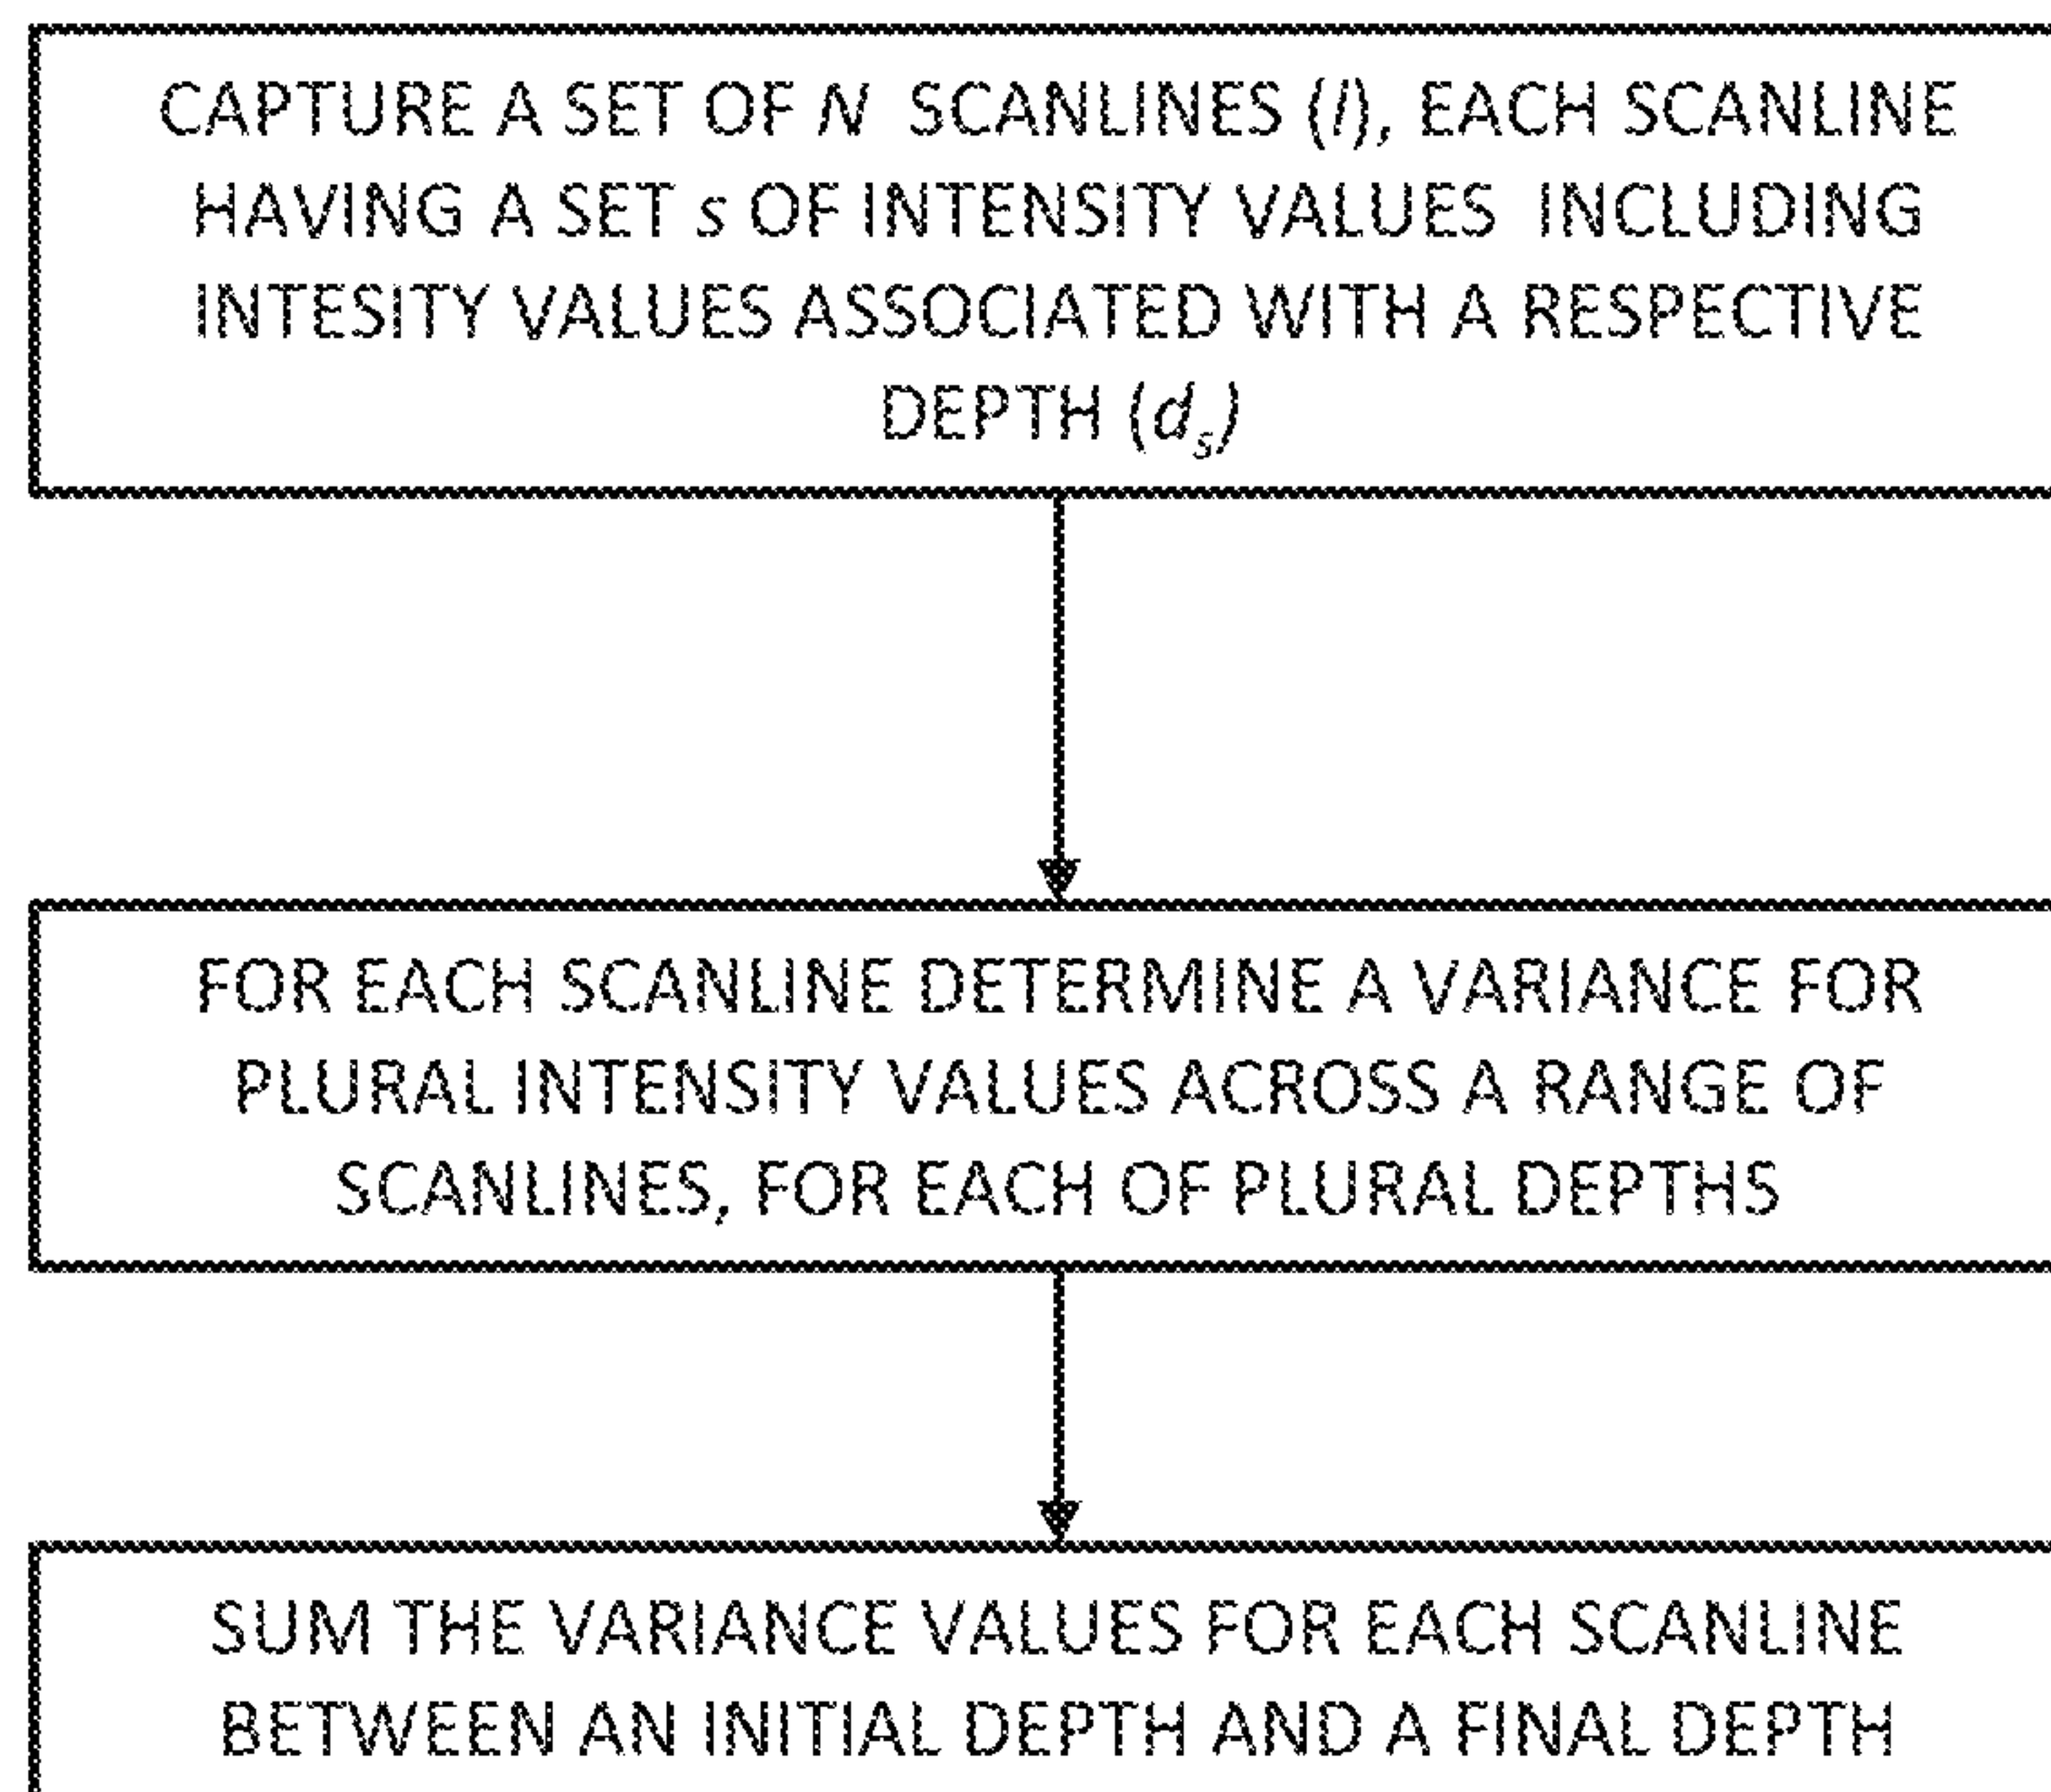 CAPTURE A SET OF N SCANLINES (l), EACH SCANLINE
HAVING A SET s OF INTENSITY VALUES INCLUDING
INTESITY VALUES ASSOCIATED WITH A RESPECTIVE
DEPTH (ds)
FOR EACH SCANLINE DETERMINE A VARIANCE FOR
PLURAL INTENSITY VALUES ACROSS A RANGE OF
SCANLINES, FOR EACH OF PLURAL DEPTHS
SUM THE VARIANCE VALUES FOR EACH SCANLINE
BETWEEN AN INITIAL DEPTH AND A FINAL DEPTH